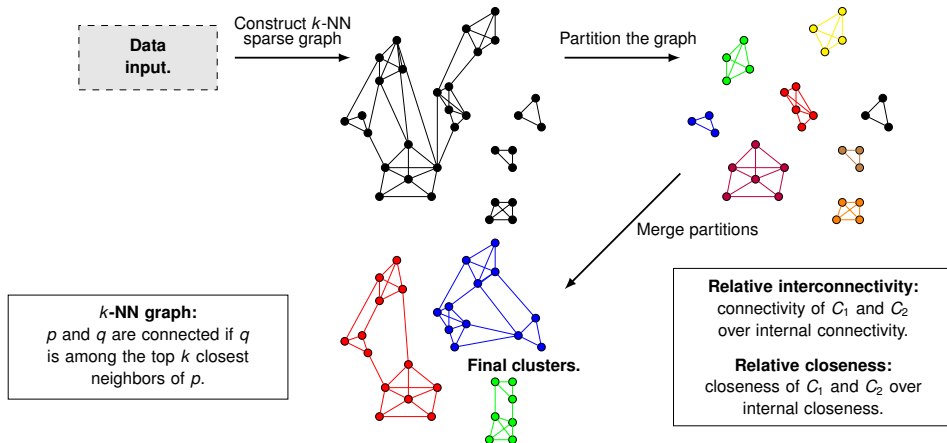 Data
input.
Construct k-NN
sparse graph
Partition the graph
Merge partitions
k-NN graph:
p and q are connected if q
is among the top k closest
neighbors of p.
Final clusters.
Relative interconnectivity:
connectivity of C₁ and C₂
over internal connectivity.
Relative closeness:
closeness of C₁ and C₂ over
internal closeness.